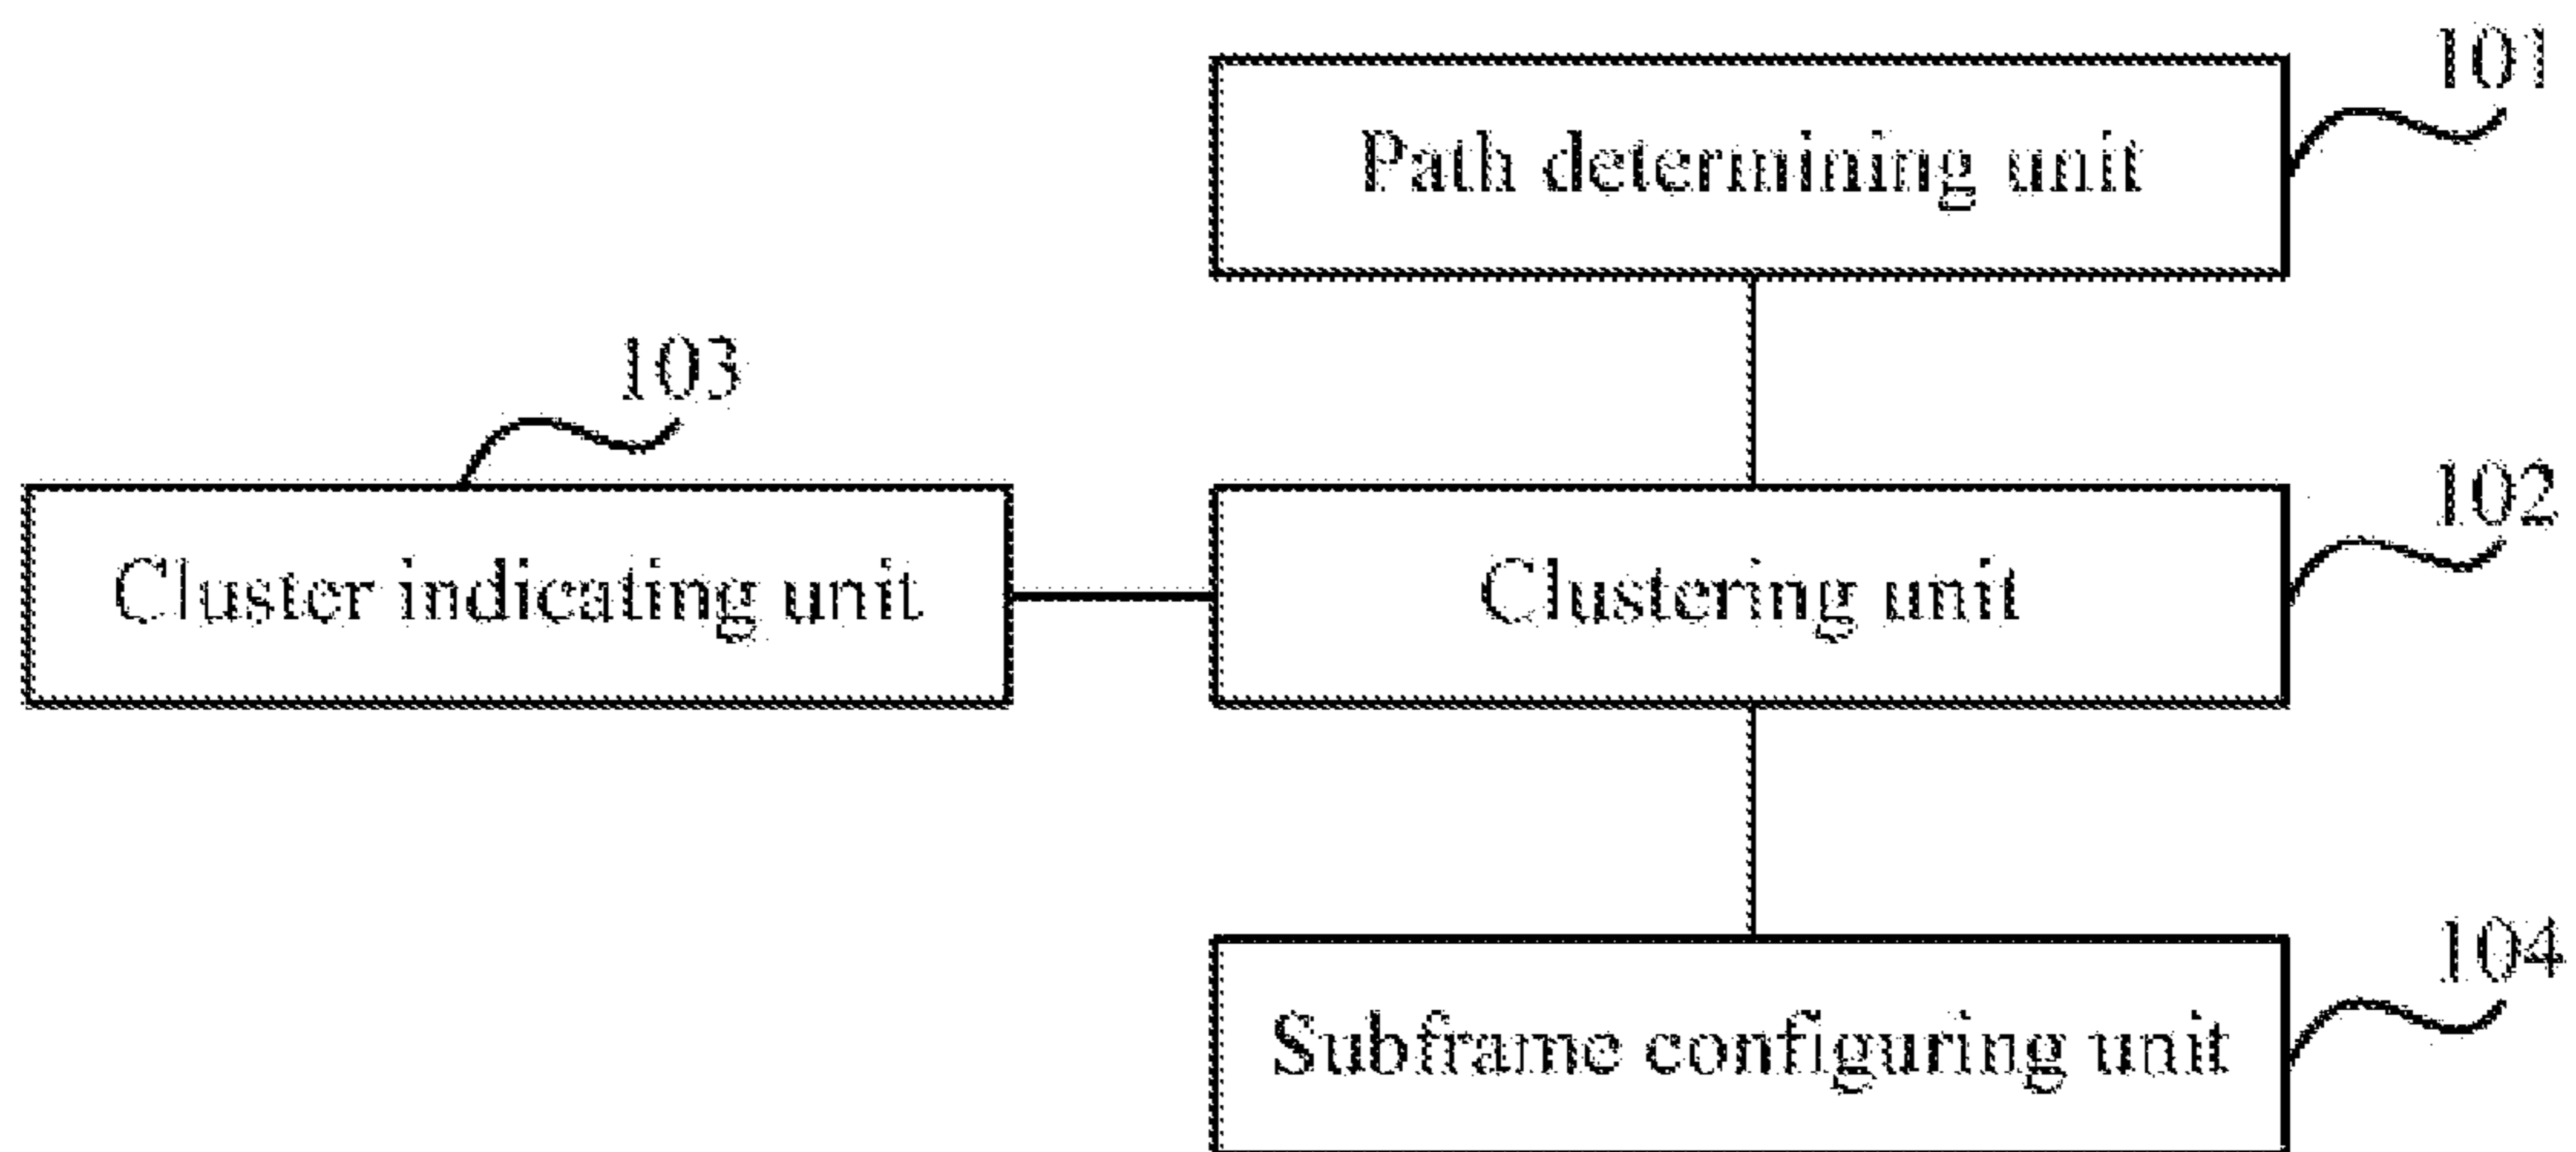 101
Path determining unit
103
102
Cluster indicating unit
Clustering unit
104
Subframe configuring unit